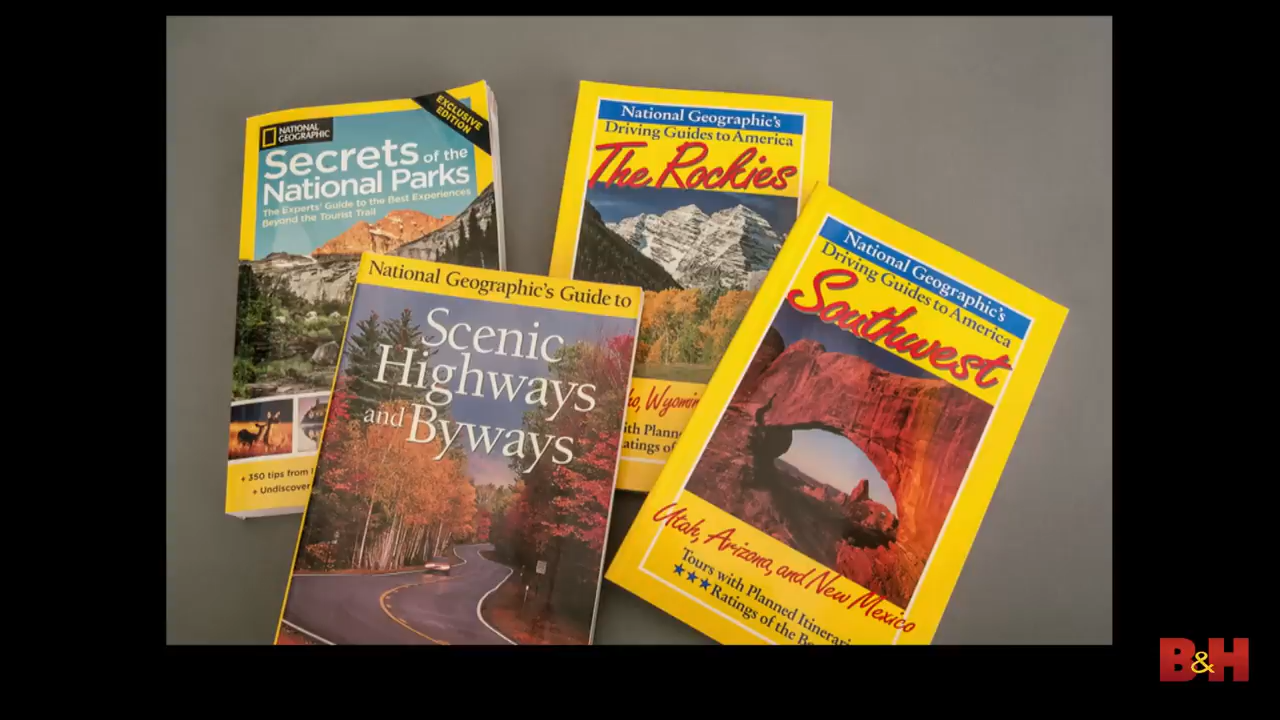 NATIONAL
GEOGRAPHIC
EXCLUSIVE
EDITION
Secrets of the
National Parks
The Experts' Guide to the Best Experiences
Beyond the Tourist Trail
+ 350 tips from
+ Undiscover
National Geographic's Guide to
Scenic
Highways
and Byways
National Geographic's
Driving Guides to America
The Rockies
Wyomin
ith Plann
atings of
National Geographic's
Driving Guides to America
Southwest
Utah, Arizona, and New Mexico
Tours with Planned Itinerari
★★★Ratings of the Be
B&H